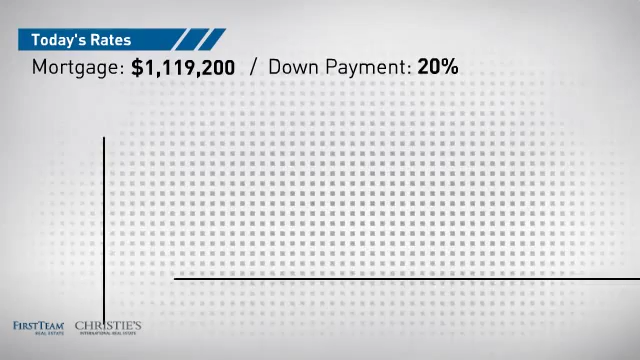 Today's Rates
Mortgage: $1,119,200 / Down Payment: 20%
FIRSTTEAM CHRISTIE'S
REAL ESTATE INTERNATIONAL REAL ESTATE